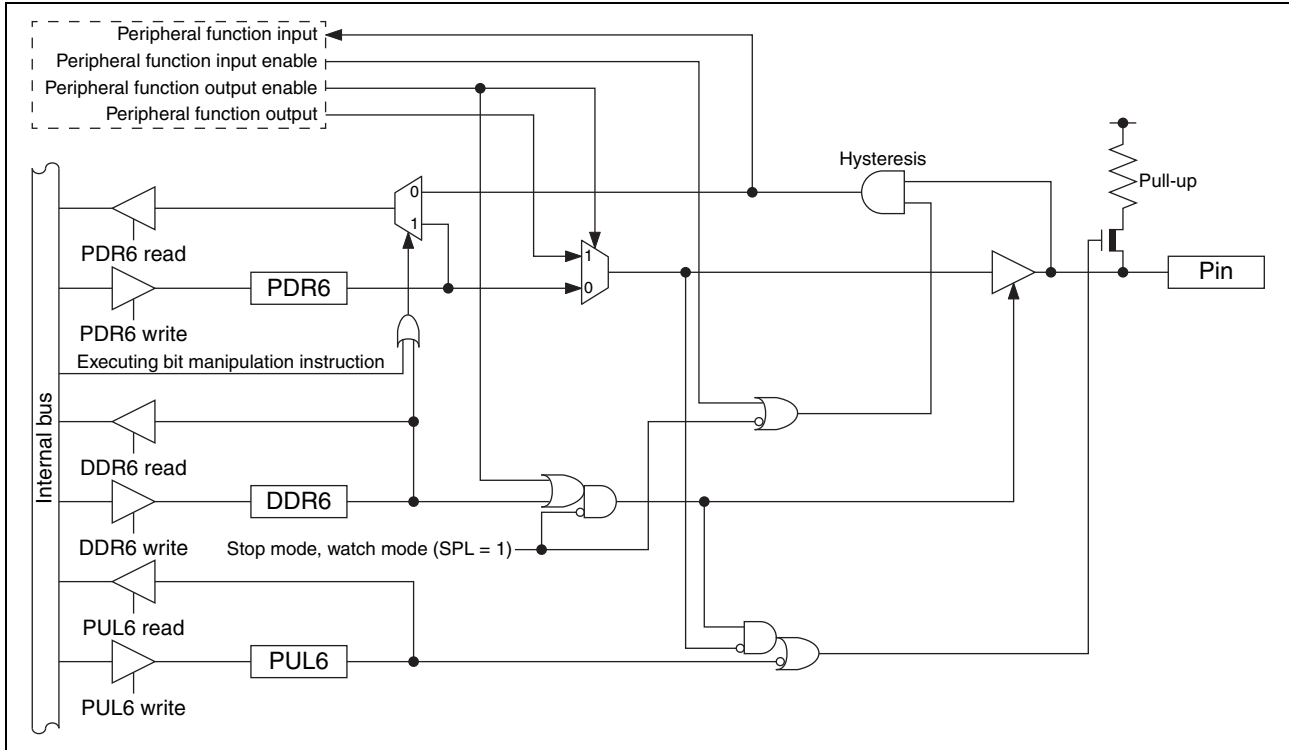 Peripheral function input
Peripheral function input enable
Peripheral function output enable
Peripheral function output
Hysteresis
Pull-up
0
1
PDR6 read
1
0
Pin
PDR6
PDR6 write
Executing bit manipulation instruction
Internal bus
DDR6 read
DDR6
DDR6 write
Stop mode, watch mode (SPL = 1)
PUL6 read
PUL6
PUL6 write